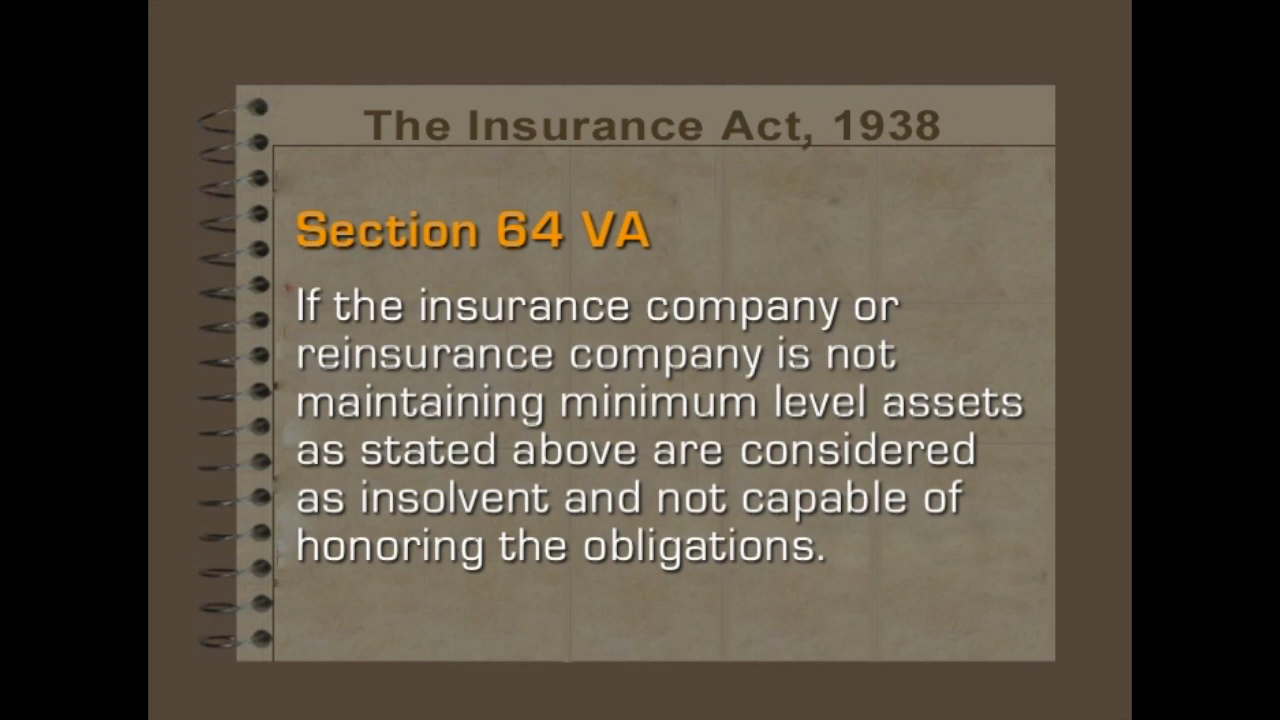 The Insurance Act, 1938
Section 64 VA
If the insurance company or
reinsurance company is not
maintaining minimum level assets
as stated above are considered
as insolvent and not capable of
honoring the obligations.